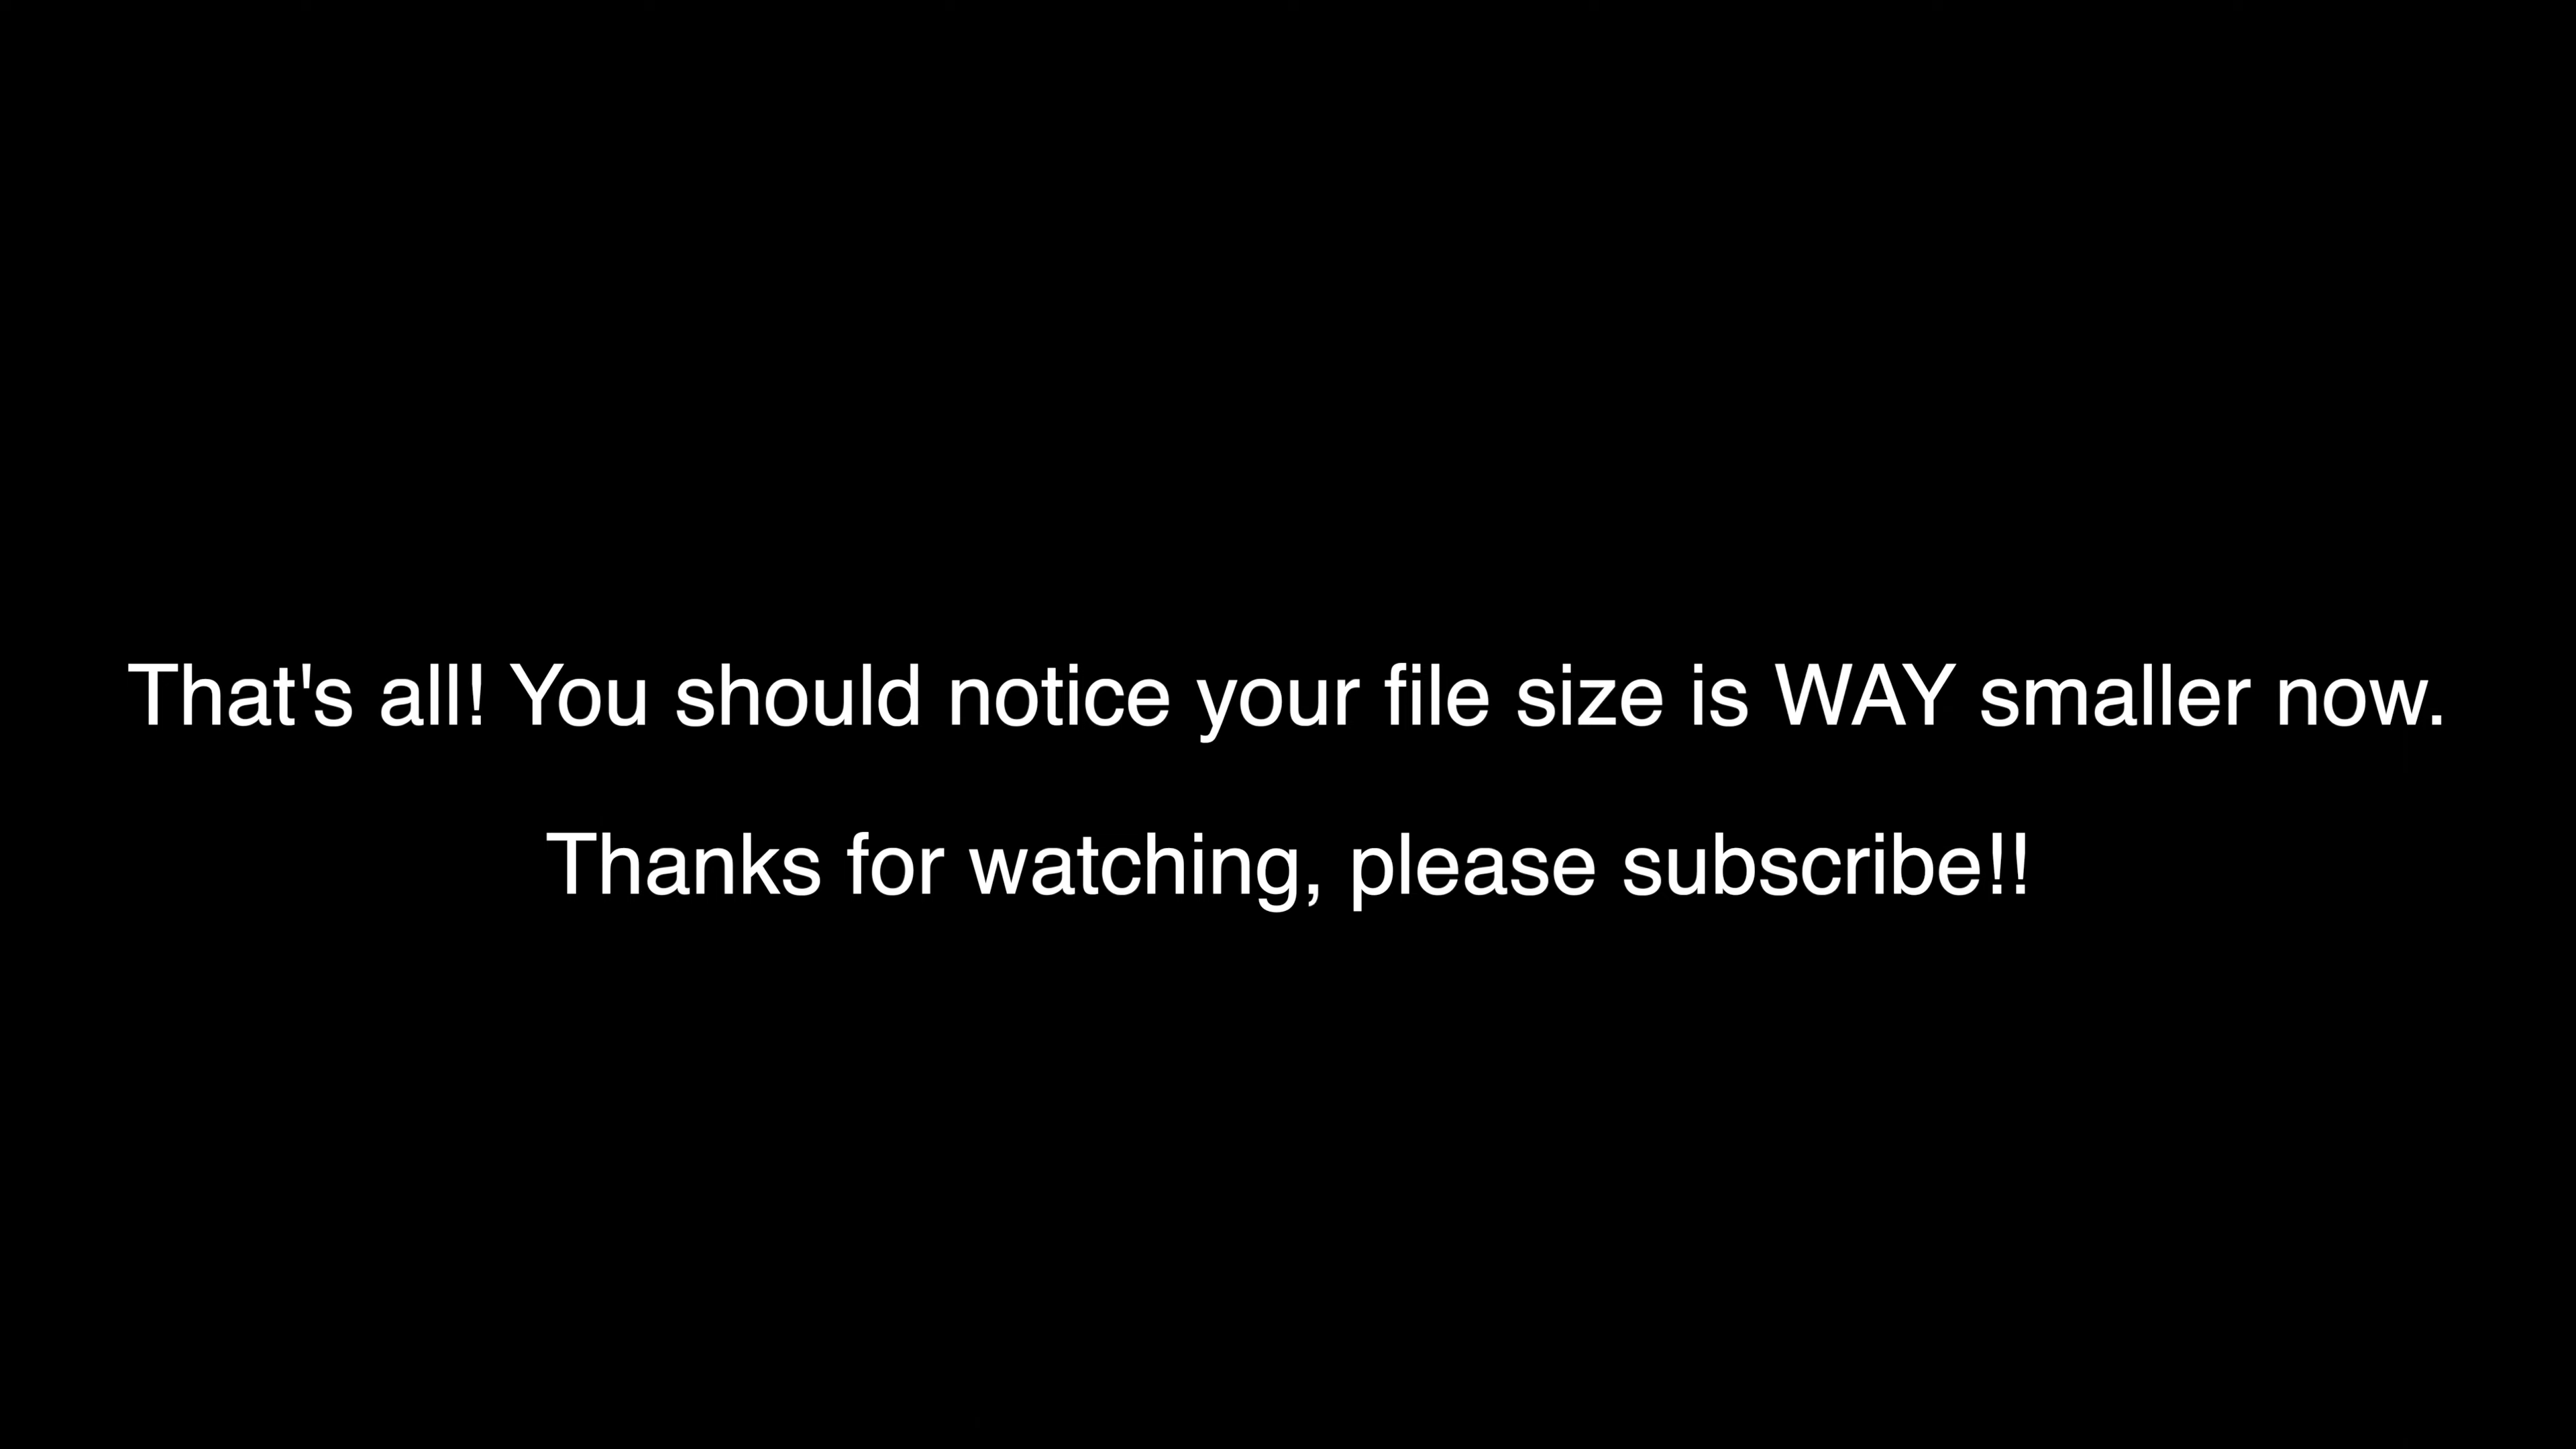 That's all! You should notice your file size is WAY smaller now.
Thanks for watching, please subscribe!!